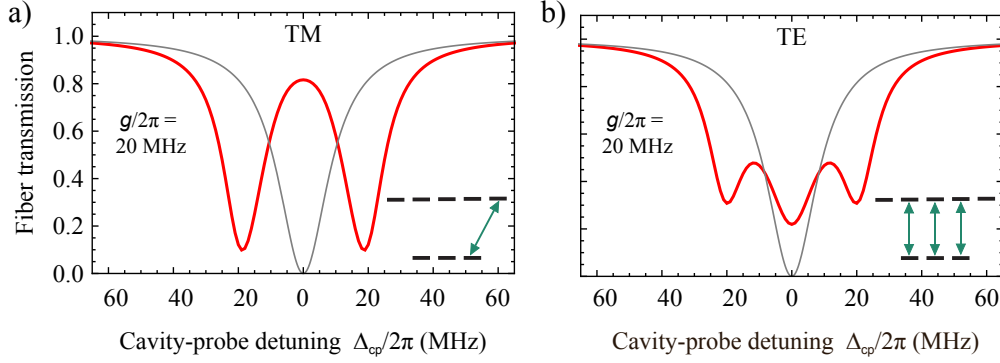 a)
TM
Fiber transmission
1.0
0.8
0.6
0.4
0.2
0.0
g/2π =
20 MHz
60 40 20 0 20 40 60
Cavity-probe detuning Δcp/2π (MHz)
b)
TE
g/2π =
20 MHz
60 40 20 0 20 40 60
Cavity-probe detuning Δcp/2π (MHz)